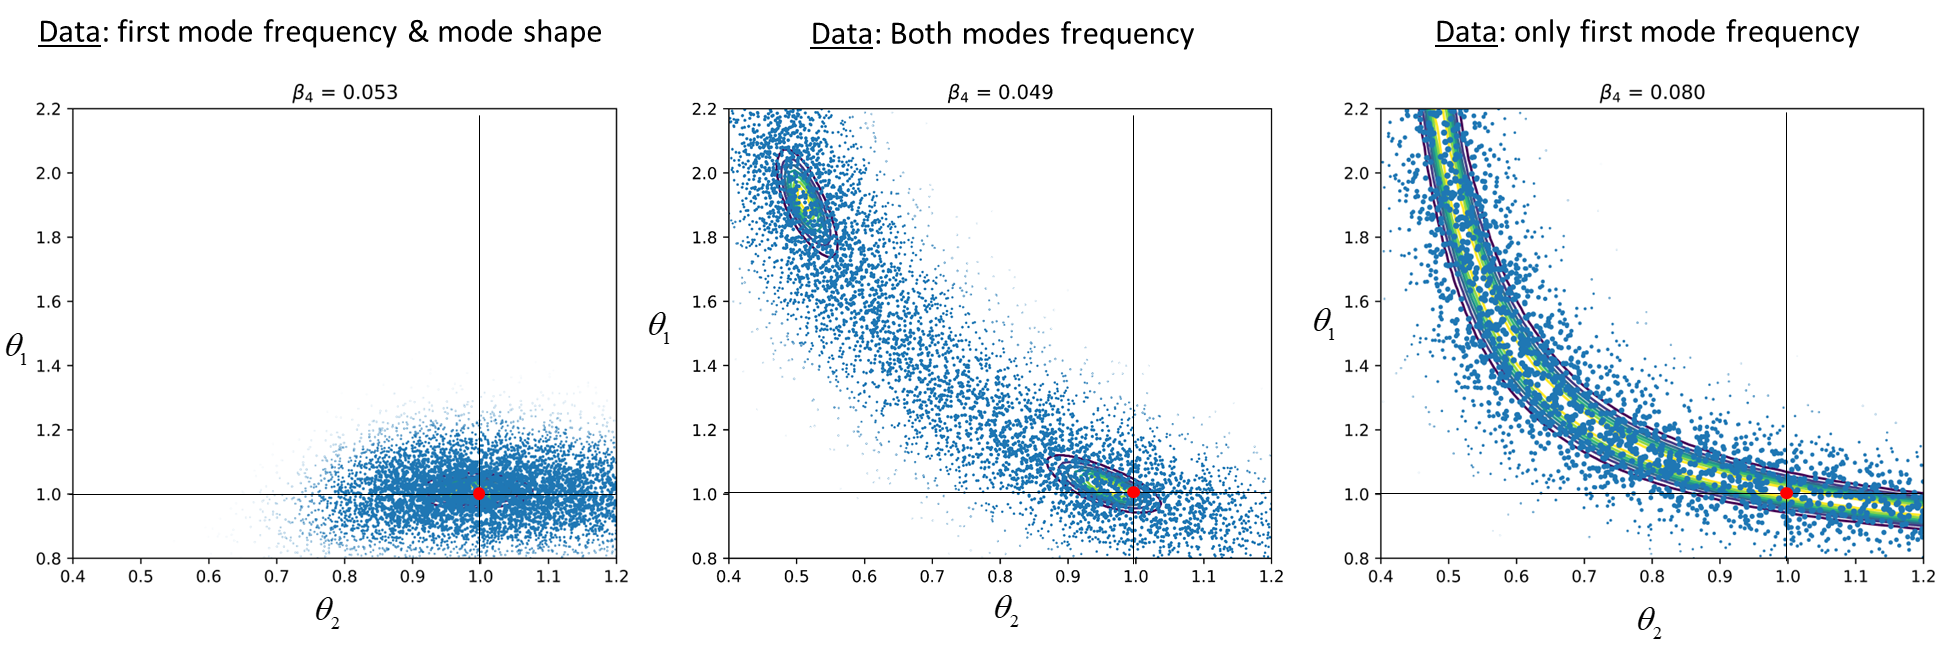 Data: first mode frequency & mode shape
Data: Both modes frequency
Data: only first mode frequency
β₄ = 0.053
β₄ = 0.049
β₄ = 0.080
2.2
2.0
1.8
1.6
1.4
1.2
1.0
0.8
θ₁
0.4 0.5 0.6 0.7 0.8 0.9 1.0 1.1 1.2
θ₂
2.2
2.0
1.8
1.6
1.4
1.2
1.0
0.8
θ₁
0.4 0.5 0.6 0.7 0.8 0.9 1.0 1.1 1.2
θ₂
2.2
2.0
1.8
1.6
1.4
1.2
1.0
0.8
θ₁
0.4 0.5 0.6 0.7 0.8 0.9 1.0 1.1 1.2
θ₂